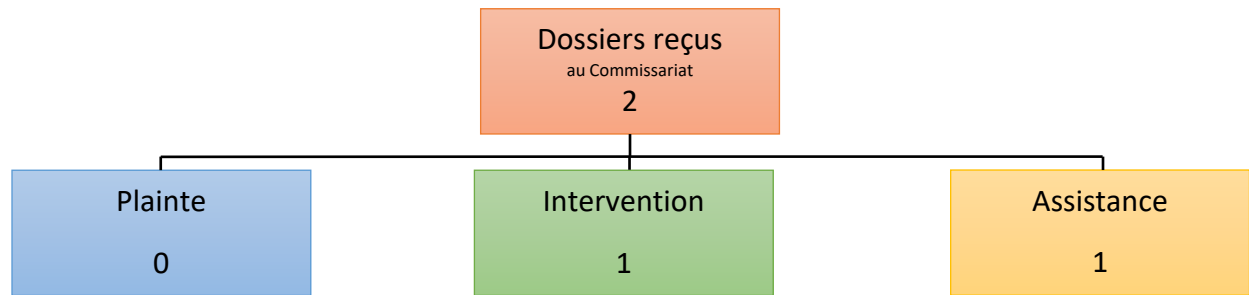 Dossiers reçus
au Commissariat
2
Plainte
0
Intervention
1
Assistance
1